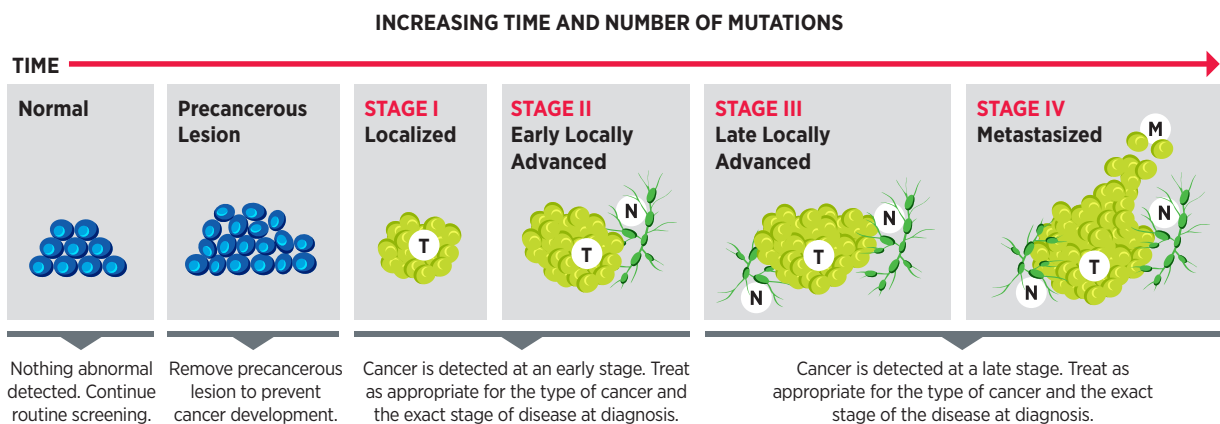 INCREASING TIME AND NUMBER OF MUTATIONS
TIME
Normal
Precancerous
Lesion
STAGE I
Localized
T
STAGE II
Early Locally
Advanced
N
T
STAGE III
Late Locally
Advanced
N
T
N
STAGE IV
Metastasized
M
N
T
N
Nothing abnormal
detected. Continue
routine screening.
Remove precancerous
lesion to prevent
cancer development.
Cancer is detected at an early stage. Treat
as appropriate for the type of cancer and
the exact stage of disease at diagnosis.
Cancer is detected at a late stage. Treat as
appropriate for the type of cancer and the exact
stage of the disease at diagnosis.